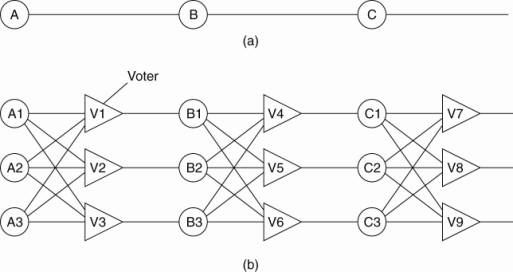 A B C
(a)
Voter
A1 V1 B1 V4 C1 V7
A2 V2 B2 V5 C2 V8
A3 V3 B3 V6 C3 V9
(b)